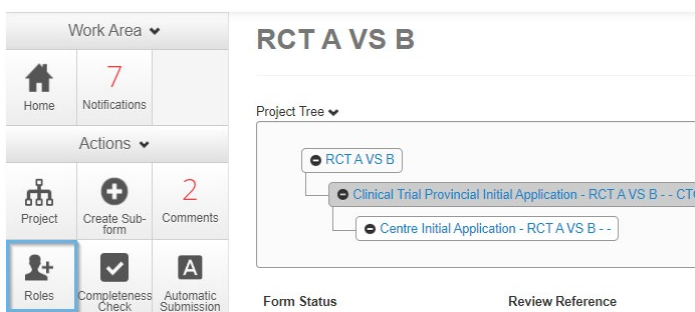 Work Area
RCT A VS B
7
Home
Notifications
Project Tree
Actions
RCT A VS B
Clinical Trial Provincial Initial Application - RCT A VS B - - CTO
2
Project
Create Sub-
form
Comments
Centre Initial Application - RCT A VS B - -
A
Roles
Completeness
Check
Automatic
Submission
Form Status
Review Reference